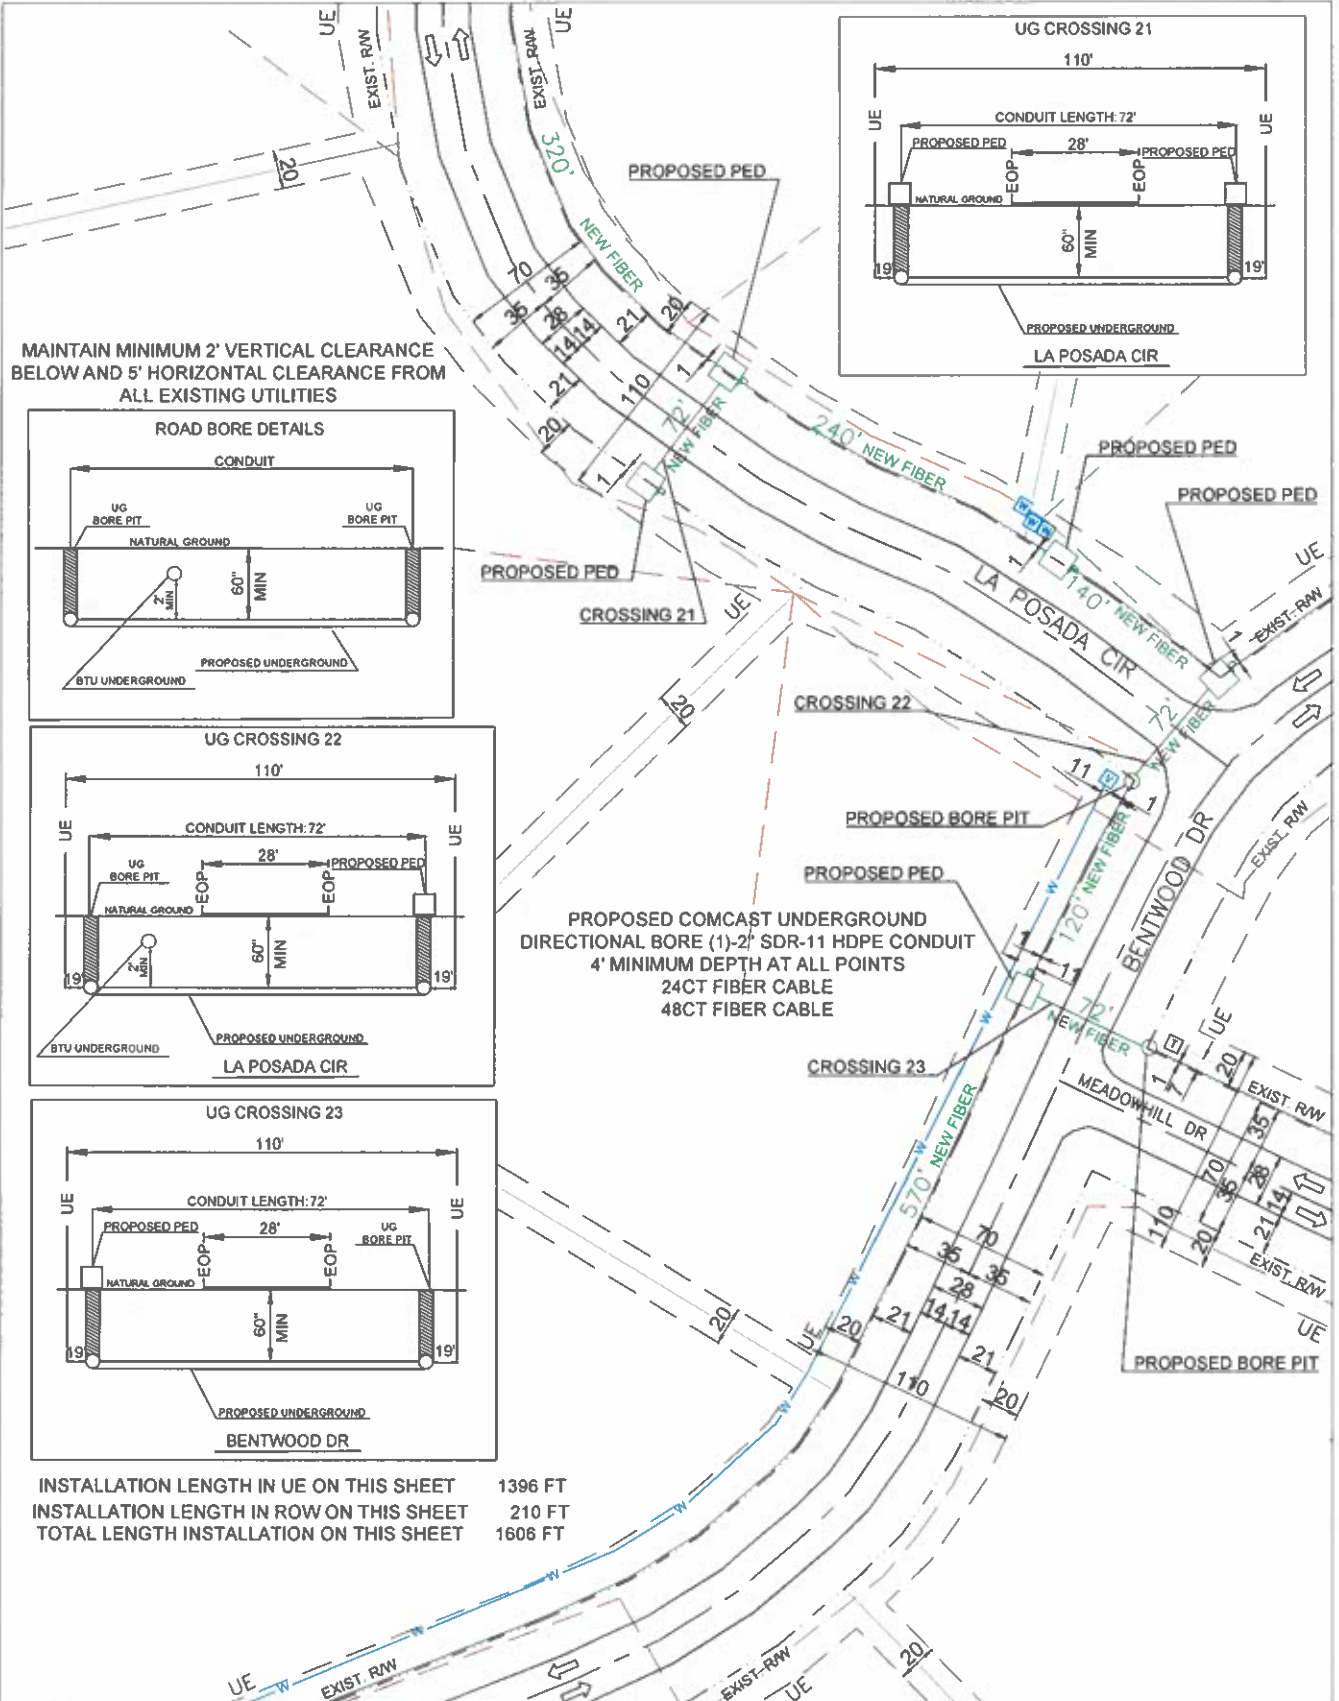 UG CROSSING 21
110'
UE
UE
CONDUIT LENGTH:72'
PROPOSED PED
28'
PROPOSED PED
EOP
EOP
NATURAL GROUND
60"
MIN
19'
19'
PROPOSED UNDERGROUND
LA POSADA CIR
UE
EXIST. R/W
EXIST. R/W
UE
20
320'
NEW FIBER
PROPOSED PED
70
35
35
28
14
14
21
21
20
20
110
1
1
72'
NEW FIBER
240' NEW FIBER
PROPOSED PED
PROPOSED PED
W
W
W
1
140' NEW FIBER
1
UE
EXIST. R/W
LA POSADA CIR
PROPOSED PED
CROSSING 21
UE
20
MAINTAIN MINIMUM 2' VERTICAL CLEARANCE
BELOW AND 5' HORIZONTAL CLEARANCE FROM
ALL EXISTING UTILITIES
ROAD BORE DETAILS
CONDUIT
UG
BORE PIT
UG
BORE PIT
NATURAL GROUND
2'
MIN
60"
MIN
PROPOSED UNDERGROUND
BTU UNDERGROUND
CROSSING 22
72'
NEW FIBER
11
V
1
PROPOSED BORE PIT
120' NEW FIBER
BENTWOOD DR
EXIST. R/W
UG CROSSING 22
110'
UE
UE
CONDUIT LENGTH:72'
UG
BORE PIT
28'
PROPOSED PED
EOP
EOP
NATURAL GROUND
2'
MIN
60"
MIN
19'
19'
PROPOSED UNDERGROUND
BTU UNDERGROUND
LA POSADA CIR
PROPOSED PED
PROPOSED COMCAST UNDERGROUND
DIRECTIONAL BORE (1)-2" SDR-11 HDPE CONDUIT
4' MINIMUM DEPTH AT ALL POINTS
24CT FIBER CABLE
48CT FIBER CABLE
W
1
11
72'
NEW FIBER
W
CROSSING 23
UE
1
7
20
EXIST. R/W
MEADOWHILL DR
35
70
35
28
14
21
110
20
EXIST. R/W
UE
PROPOSED BORE PIT
UG CROSSING 23
110'
UE
UE
CONDUIT LENGTH:72'
PROPOSED PED
28'
UG
BORE PIT
EOP
EOP
NATURAL GROUND
60"
MIN
19'
19'
PROPOSED UNDERGROUND
BENTWOOD DR
W
570' NEW FIBER
W
70
35
35
28
14
14
21
21
20
20
110
UE
20
W
INSTALLATION LENGTH IN UE ON THIS SHEET 1396 FT
INSTALLATION LENGTH IN ROW ON THIS SHEET 210 FT
TOTAL LENGTH INSTALLATION ON THIS SHEET 1606 FT
W
W
W
UE
W
EXIST. R/W
EXIST. R/W
UE
20